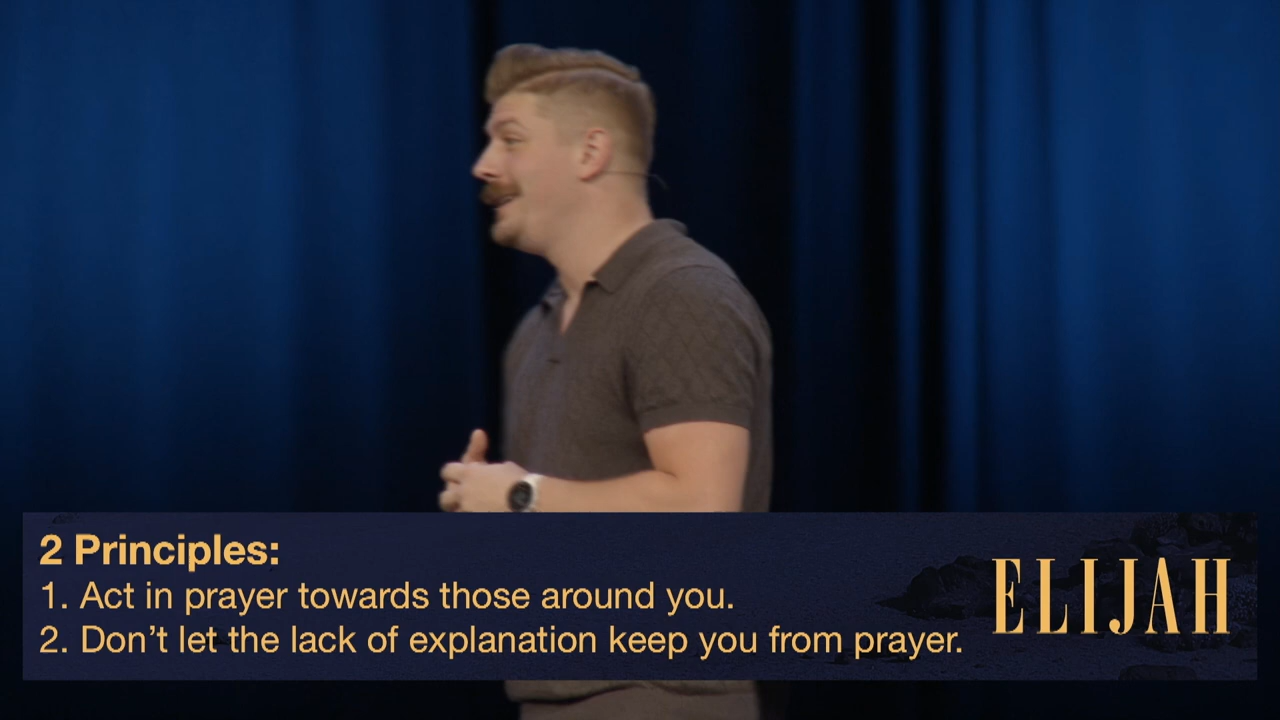 2 Principles:
1. Act in prayer towards those around you.
2. Don’t let the lack of explanation keep you from prayer.
ELIJAH